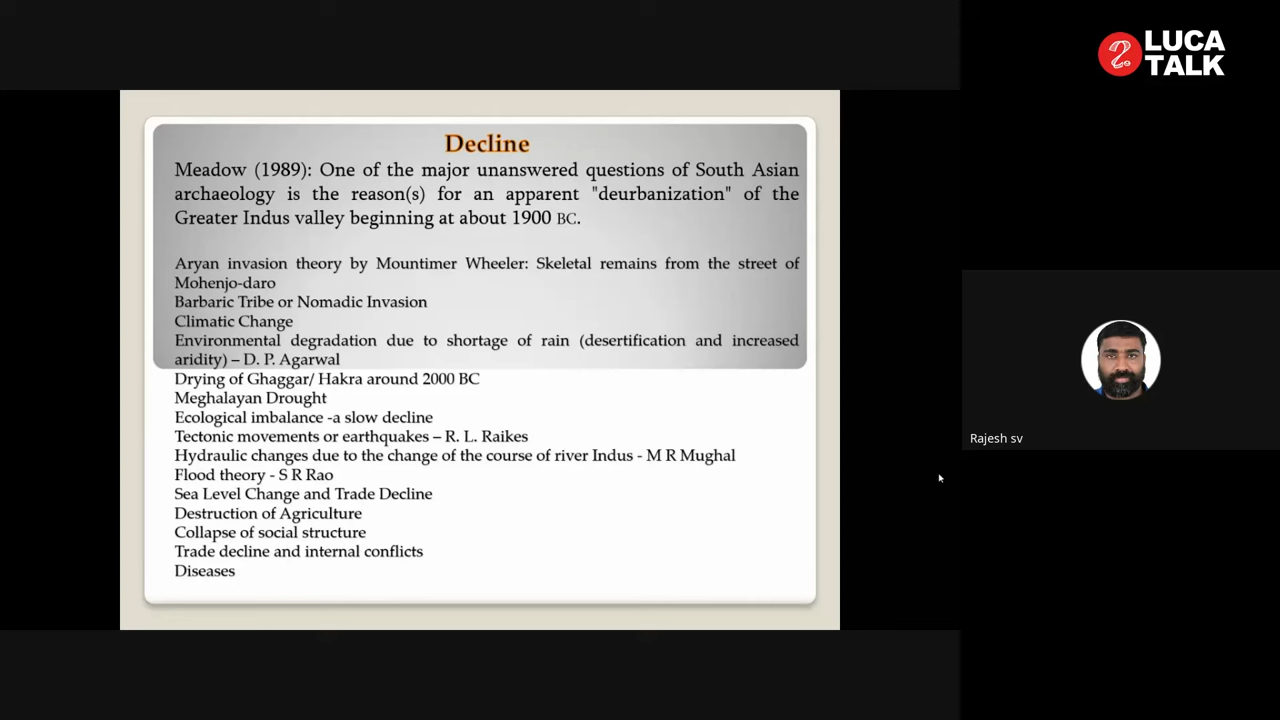 LUCA
TALK
Decline
Meadow (1989): One of the major unanswered questions of South Asian
archaeology is the reason(s) for an apparent "deurbanization" of the
Greater Indus valley beginning at about 1900 BC.
Aryan invasion theory by Mountimer Wheeler: Skeletal remains from the street of
Mohenjo-daro
Barbaric Tribe or Nomadic Invasion
Climatic Change
Environmental degradation due to shortage of rain (desertification and increased
aridity) – D. P. Agarwal
Drying of Ghaggar/ Hakra around 2000 BC
Meghalayan Drought
Ecological imbalance -a slow decline
Tectonic movements or earthquakes – R. L. Raikes
Hydraulic changes due to the change of the course of river Indus - M R Mughal
Flood theory - S R Rao
Sea Level Change and Trade Decline
Destruction of Agriculture
Collapse of social structure
Trade decline and internal conflicts
Diseases
Rajesh sv